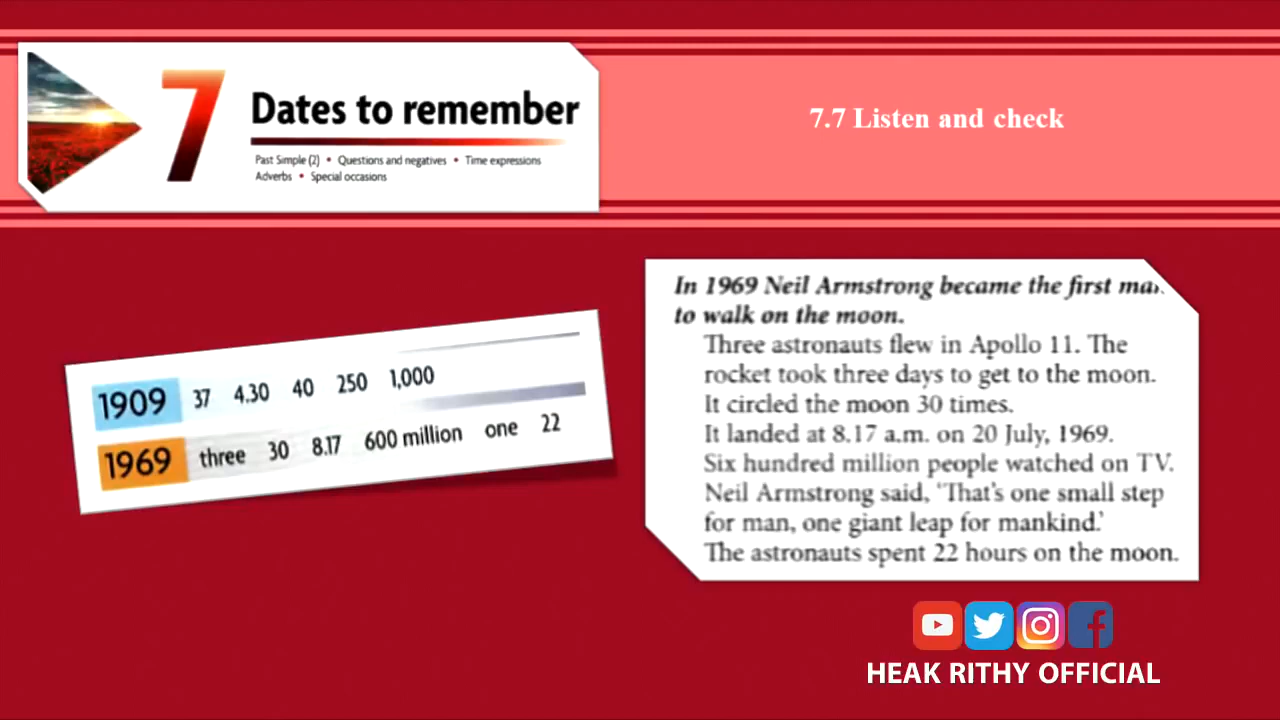 7 Dates to remember
Past Simple (2) • Questions and negatives • Time expressions
Adverbs • Special occasions
7.7 Listen and check
1909 37 4.30 40 250 1,000
1969 three 30 8.17 600 million one 22
In 1969 Neil Armstrong became the first man
to walk on the moon.
Three astronauts flew in Apollo 11. The
rocket took three days to get to the moon.
It circled the moon 30 times.
It landed at 8.17 a.m. on 20 July, 1969.
Six hundred million people watched on TV.
Neil Armstrong said, 'That's one small step
for man, one giant leap for mankind.'
The astronauts spent 22 hours on the moon.
HEAK RITHY OFFICIAL